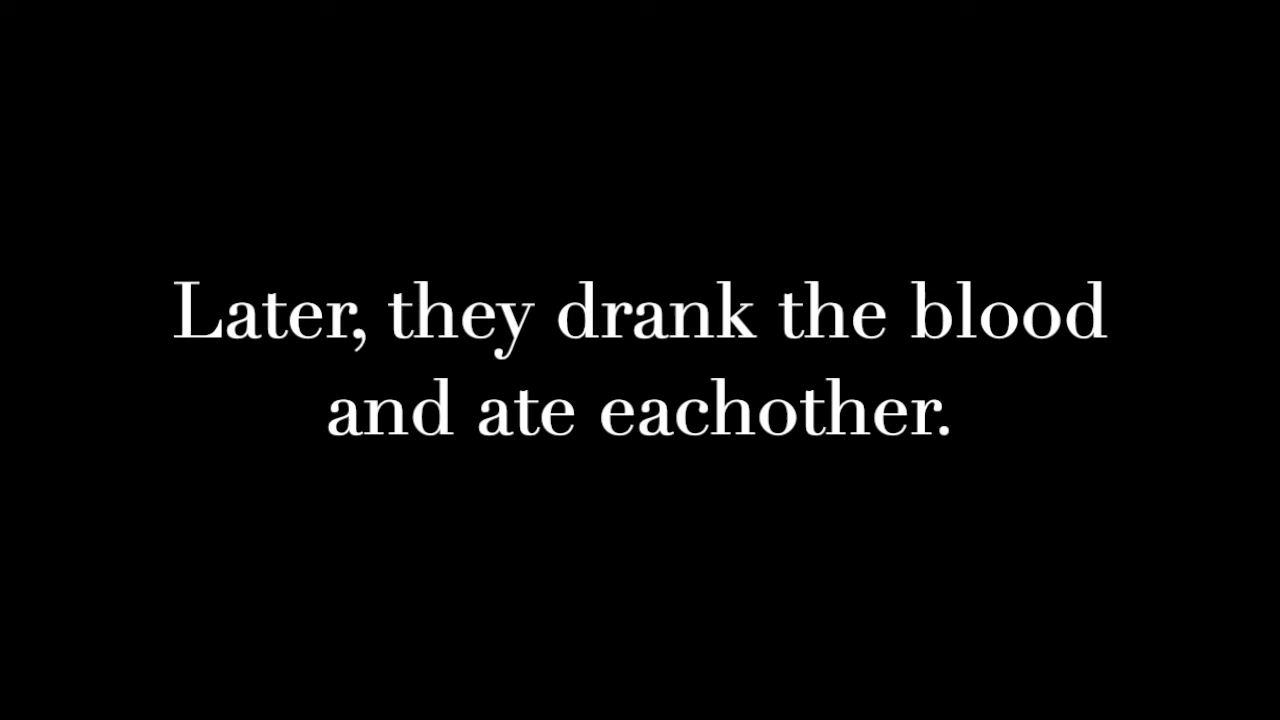 Later, they drank the blood
and ate eachother.